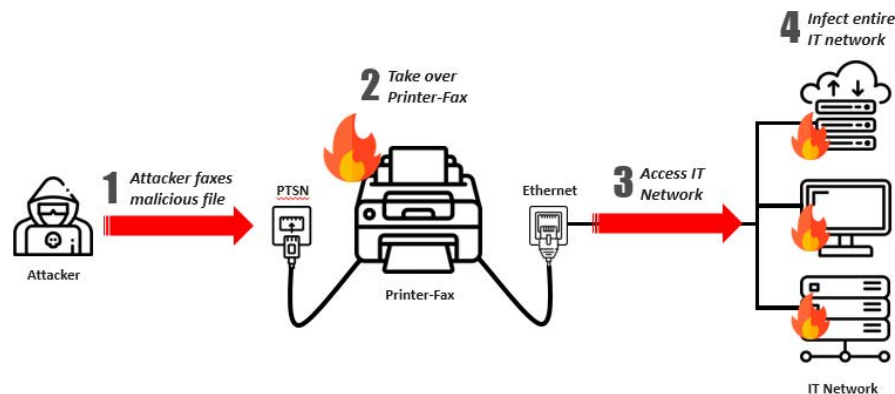 1 Attacker faxes
malicious file
Attacker
2 Take over
Printer-Fax
PTSN
Printer-Fax
Ethernet
3 Access IT
Network
4 Infect entire
IT network
IT Network